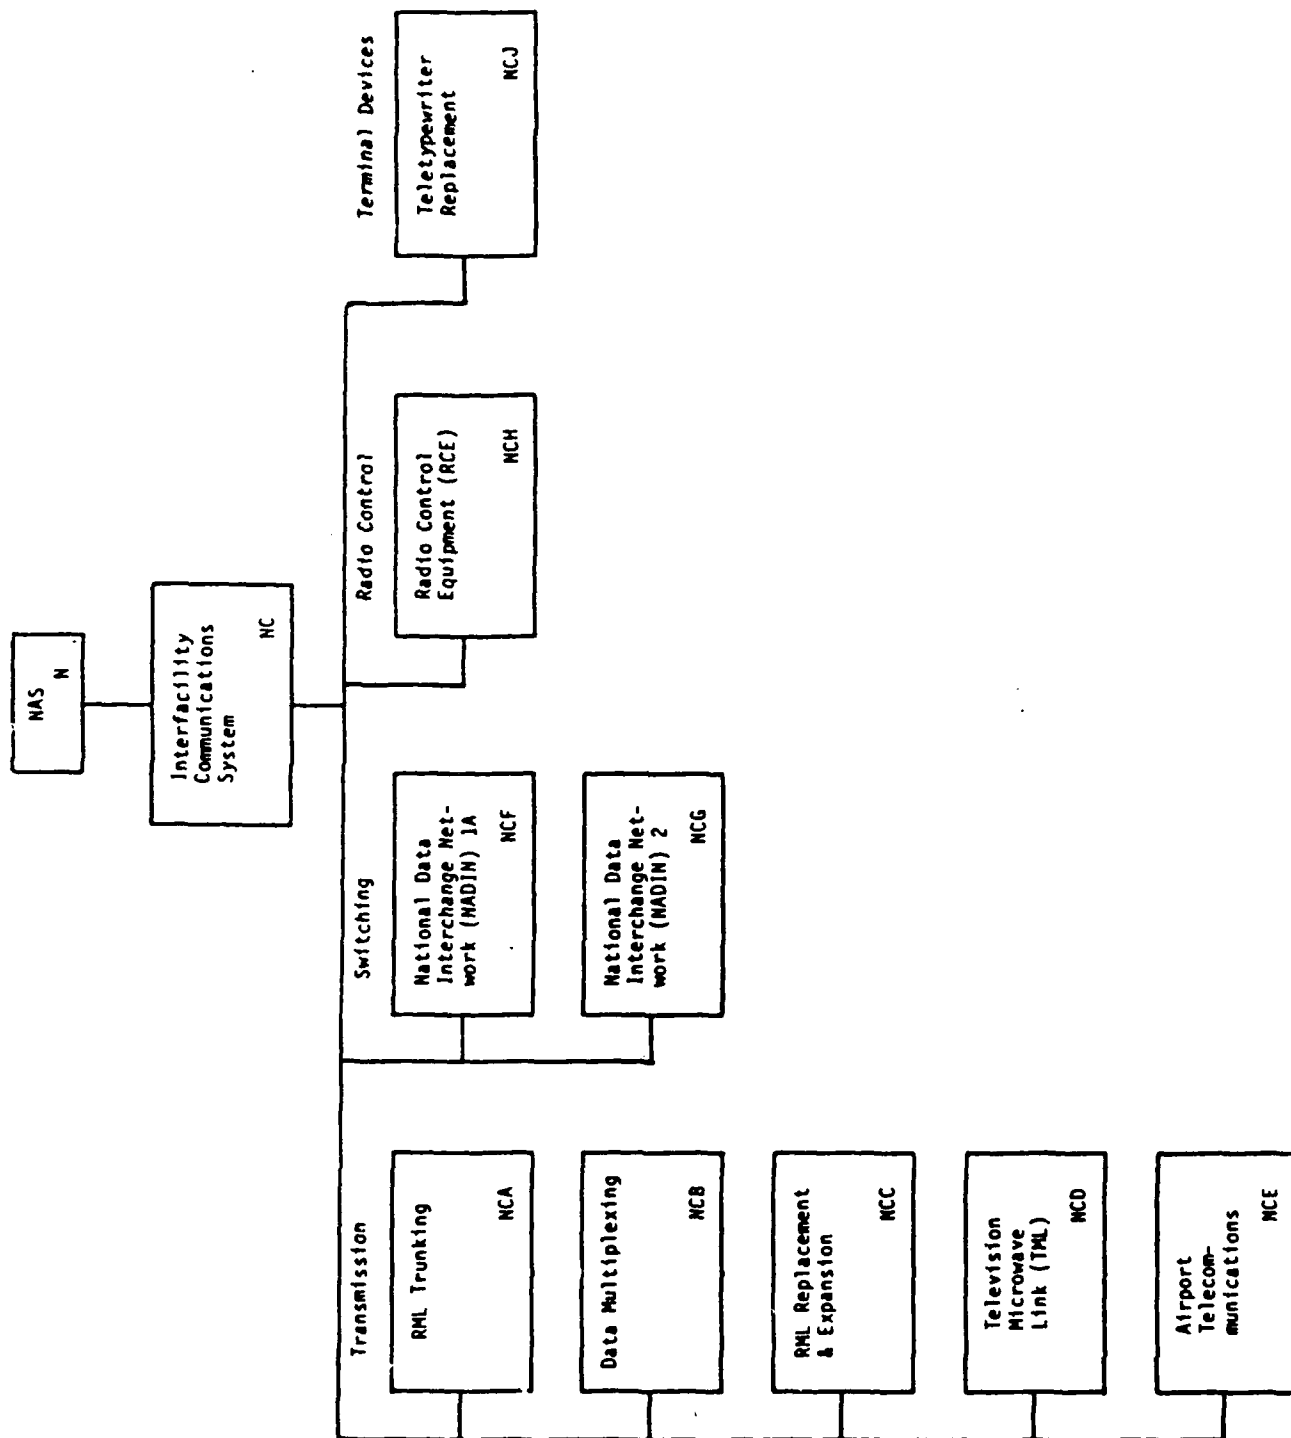 NAS
N
Interfacility
Communications
System
NC
Transmission
RML Trunking
NCA
Data Multiplexing
NCB
RML Replacement
& Expansion
NCC
Television
Microwave
Link (TML)
NCD
Airport
Telecom-
munications
NCE
Switching
National Data
Interchange Net-
work (NADIN) 1A
NCF
National Data
Interchange Net-
work (NADIN) 2
NCG
Radio Control
Radio Control
Equipment (RCE)
NCH
Terminal Devices
Teletypewriter
Replacement
NCJ